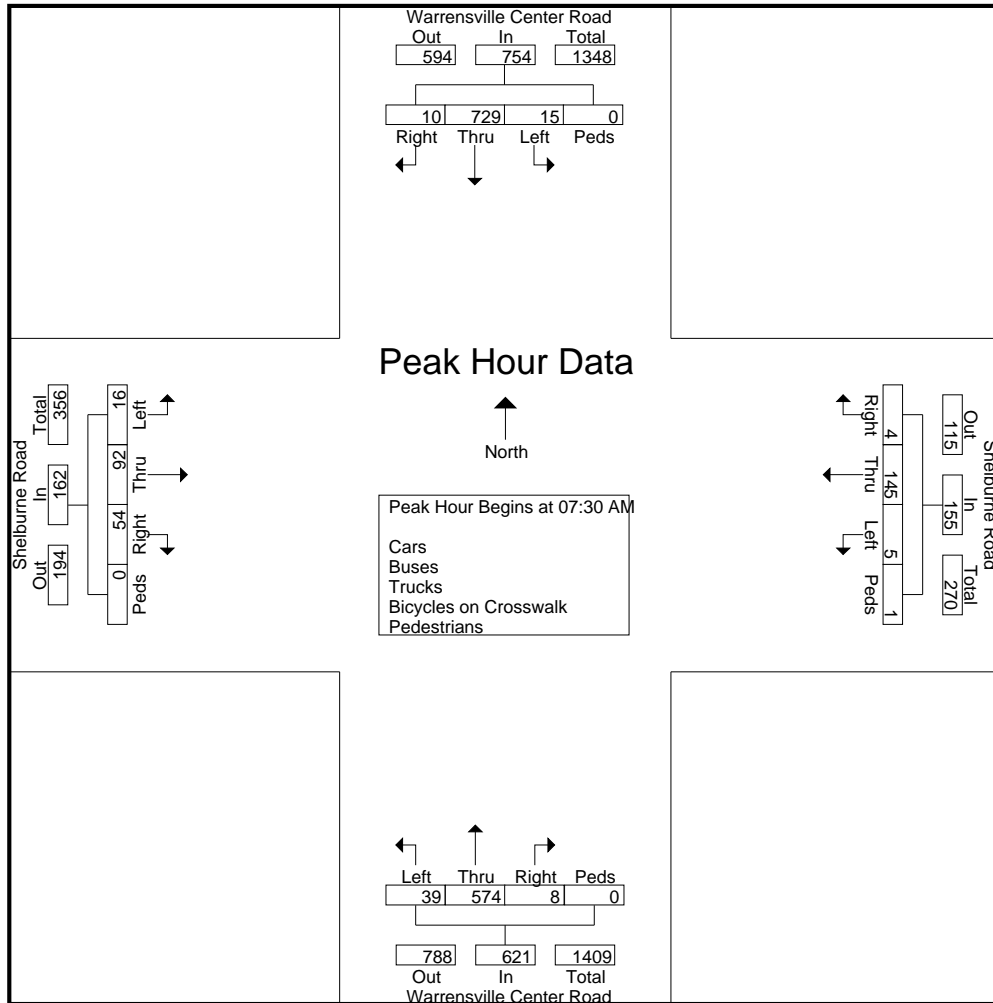 Warrensville Center Road
Out In Total
594 754 1348
10 729 15 0
Right Thru Left Peds
Peak Hour Data
North
Peak Hour Begins at 07:30 AM
Cars
Buses
Trucks
Bicycles on Crosswalk
Pedestrians
Shelburne Road
Out In Total
194 162 356
0 54 92 16
Peds Right Thru Left
Shelburne Road
Out In Total
115 155 270
4 145 5 1
Right Thru Left Peds
Left Thru Right Peds
39 574 8 0
788 621 1409
Out In Total
Warrensville Center Road